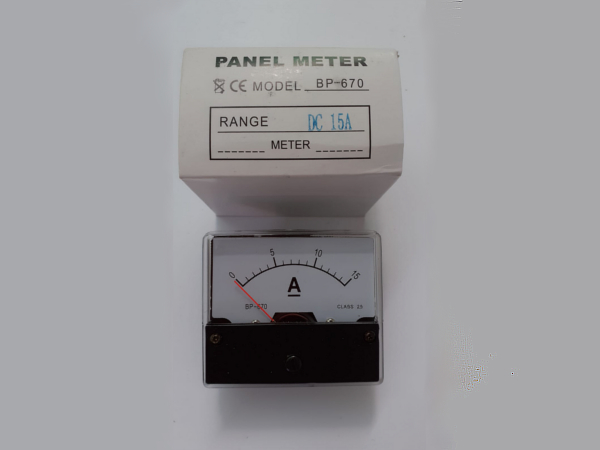 PANEL METER
CE MODEL BP-670
RANGE DC 15A
METER
0 5 10 15
A
BP-670 CLASS 2.5